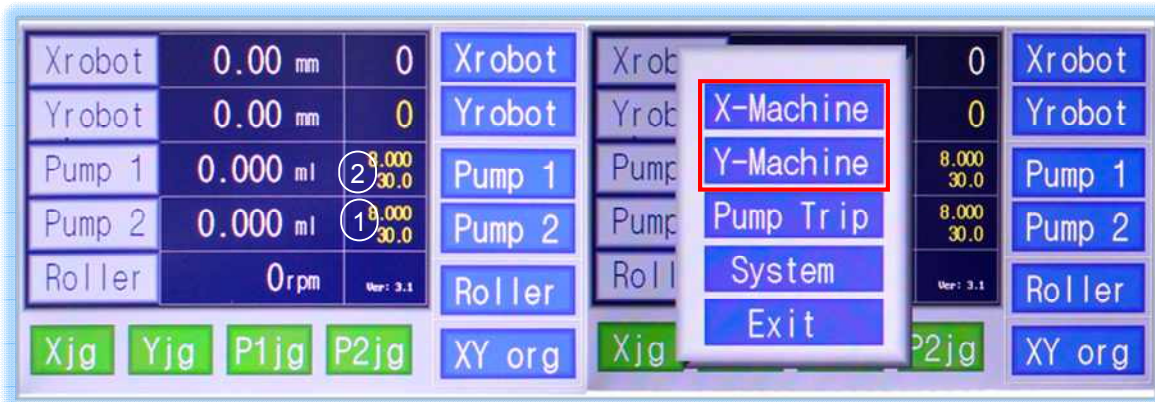 Xrobot 0.00 mm 0 Xrobot
Yrobot 0.00 mm 0 Yrobot
Pump 1 0.000 ml ② 8.000 30.0 Pump 1
Pump 2 0.000 ml ① 8.000 30.0 Pump 2
Roller 0rpm Ver: 3.1 Roller
Xjg Yjg P1jg P2jg XY org
Xrob 0 Xrobot
Yrob 0 Yrobot
Pump 8.000 30.0 Pump 1
Pump 8.000 30.0 Pump 2
Roll Ver: 3.1 Roller
Xjg P2jg XY org
X-Machine
Y-Machine
Pump Trip
System
Exit